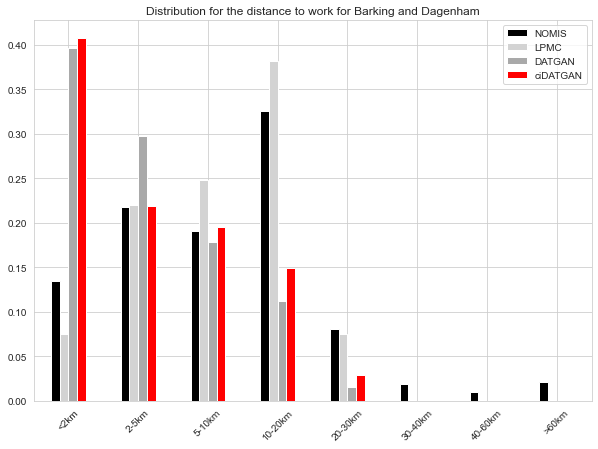 Distribution for the distance to work for Barking and Dagenham
NOMIS
LPMC
DATGAN
ciDATGAN
0.40
0.35
0.30
0.25
0.20
0.15
0.10
0.05
0.00
<2km
2-5km
5-10km
10-20km
20-30km
30-40km
40-60km
>60km